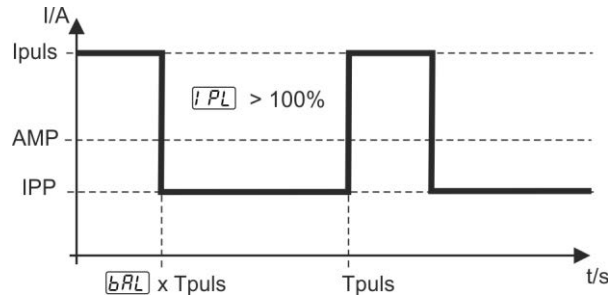 I/A
Ipuls
IPL > 100%
AMP
IPP
t/s
bAL x Tpuls
Tpuls